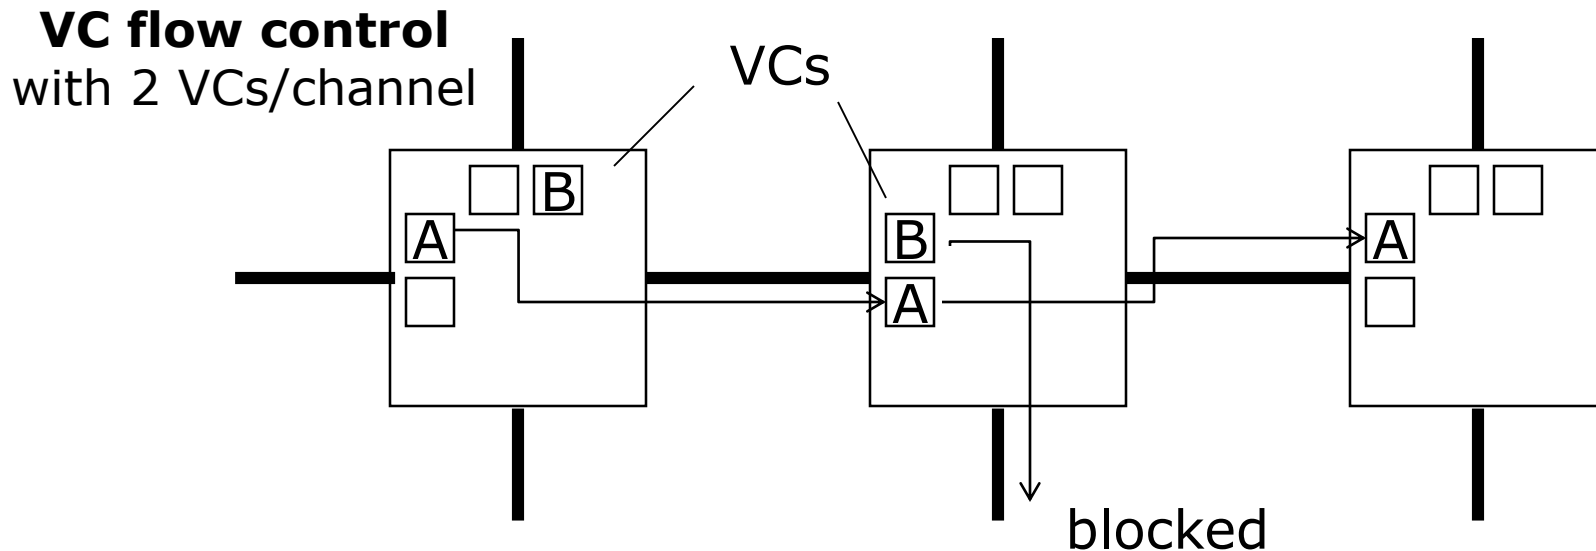 VC flow control
with 2 VCs/channel
VCs
B
A
B
A
A
blocked